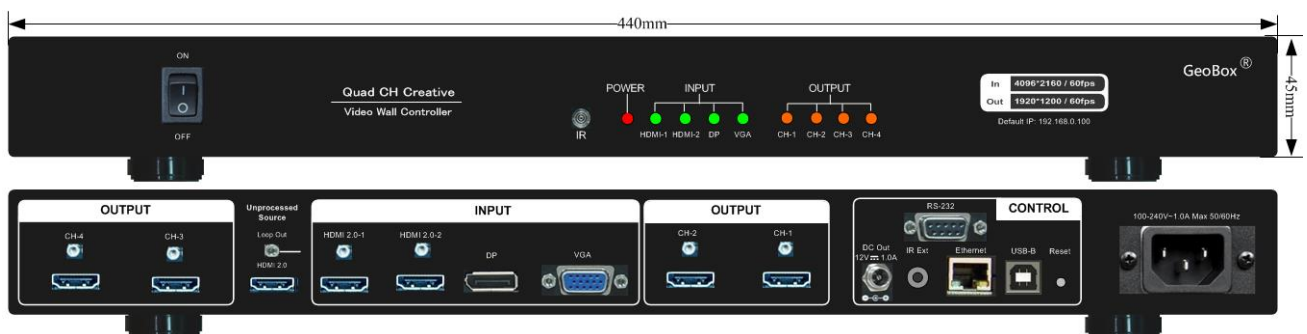 440mm
ON
OFF
Quad CH Creative
Video Wall Controller
IR
POWER
INPUT
HDMI-1 HDMI-2 DP VGA
OUTPUT
CH-1 CH-2 CH-3 CH-4
In 4096*2160 / 60fps
Out 1920*1200 / 60fps
Default IP: 192.168.0.100
GeoBox®
45mm
OUTPUT
CH-4 CH-3
Unprocessed
Source
Loop Out
HDMI 2.0
INPUT
HDMI 2.0-1 HDMI 2.0-2 DP VGA
OUTPUT
CH-2 CH-1
CONTROL
RS-232
DC Out
12V⎓1.0A
IR Ext Ethernet USB-B Reset
100-240V~1.0A Max 50/60Hz